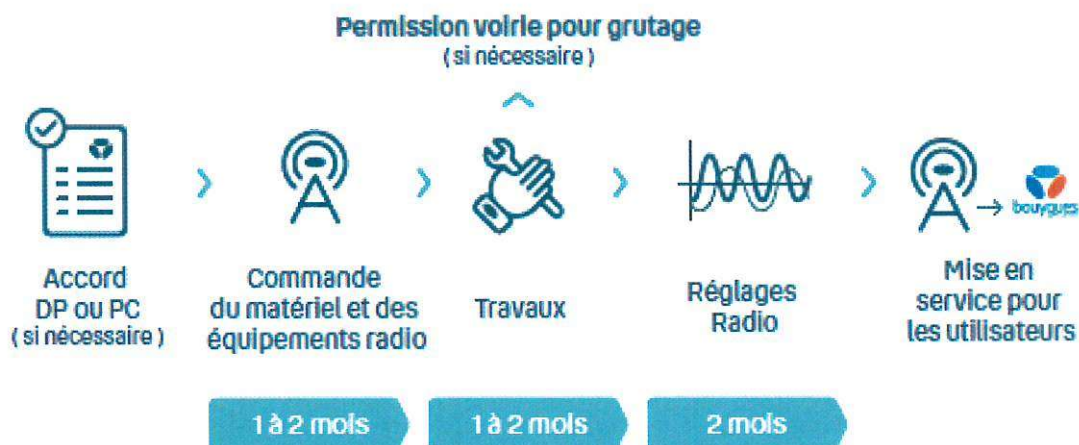 Permission voirie pour grutage
( si nécessaire )
Accord
DP ou PC
( si nécessaire )
Commande
du matériel et des
équipements radio
Travaux
Réglages
Radio
bouygues
Mise en
service pour
les utilisateurs
1 à 2 mois
1 à 2 mois
2 mois